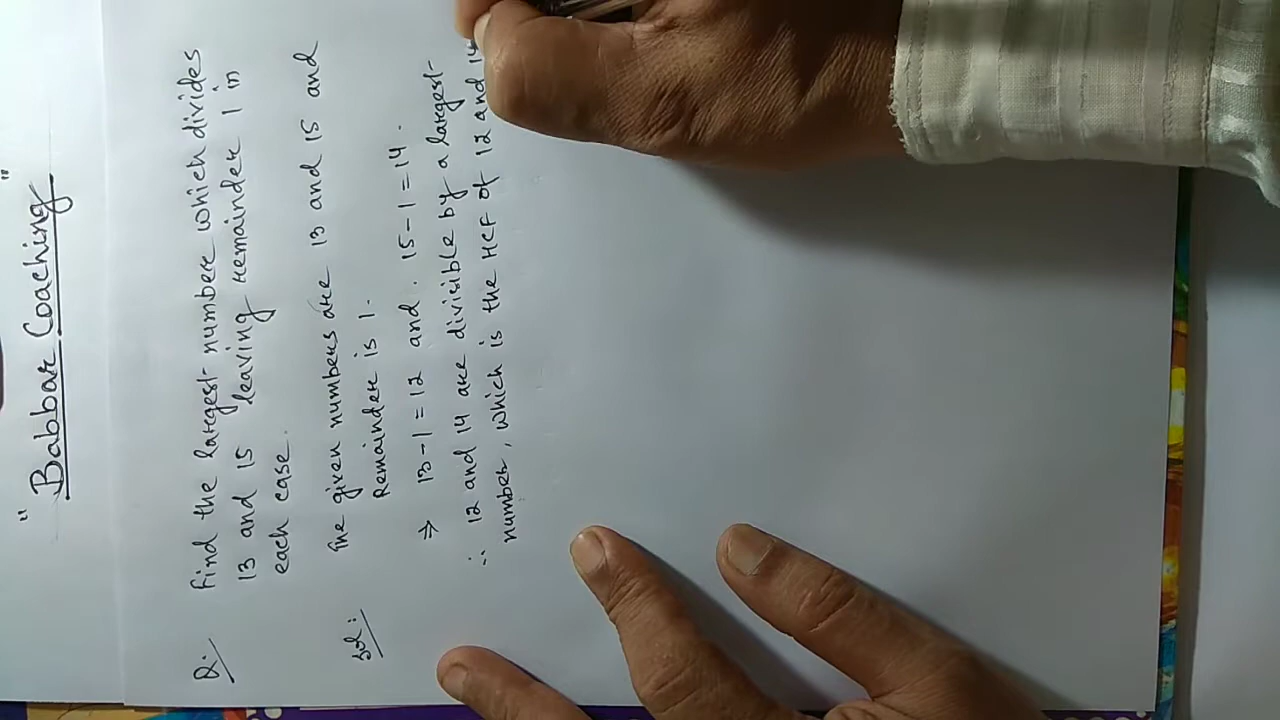 " Babbar Coaching "
Q. Find the largest number which divides
13 and 15 leaving remainder 1 in
each case.
Sol: The given numbers are 13 and 15 and
Remainder is 1.
⇒ 13-1=12 and . 15-1=14.
∴ 12 and 14 are divisible by a largest
number, which is the HCF of 12 and 14